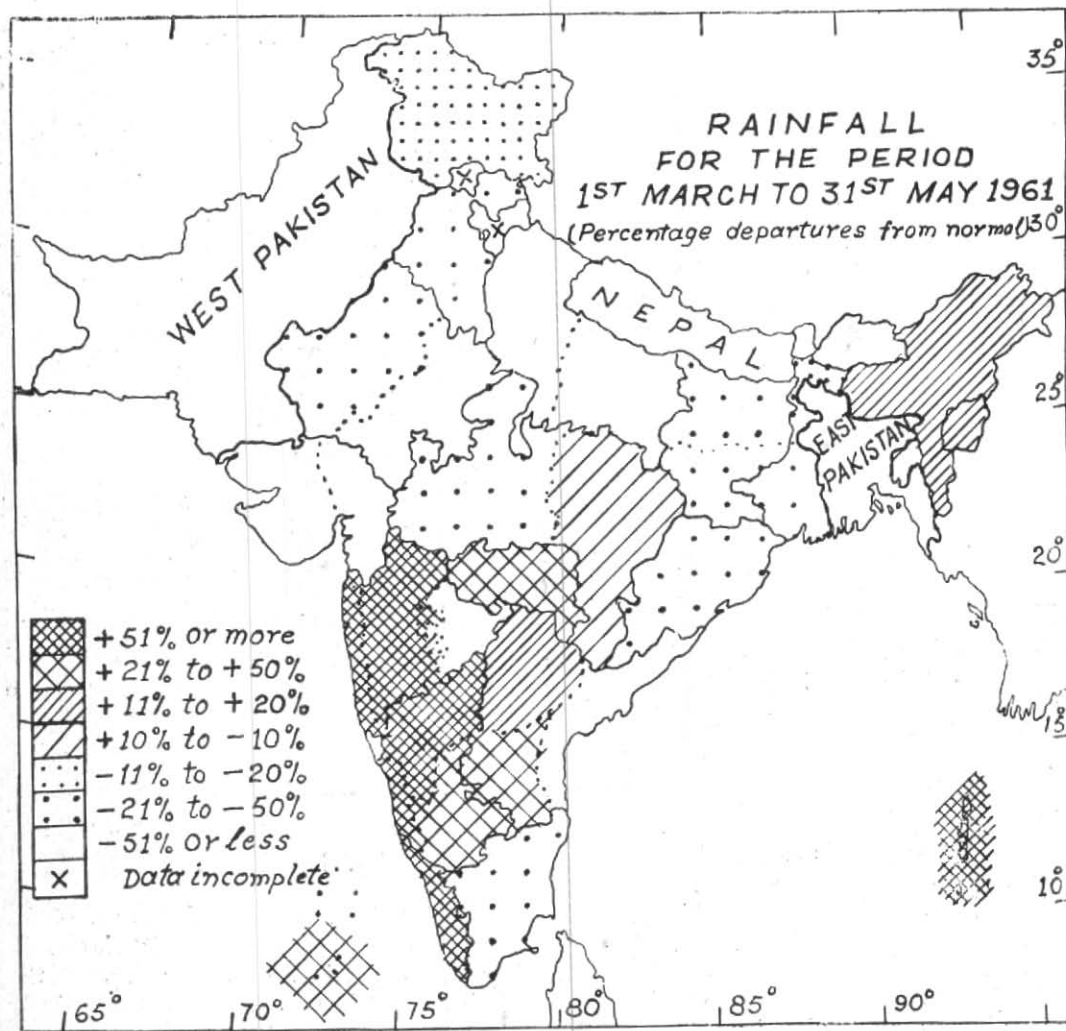 RAINFALL
FOR THE PERIOD
1ST MARCH TO 31ST MAY 1961
(Percentage departures from normal)
WEST PAKISTAN
NEPAL
EAST
PAKISTAN
35°
30°
25°
20°
15°
10°
+51% or more
+21% to +50%
+11% to +20%
+10% to -10%
-11% to -20%
-21% to -50%
-51% or less
x Data incomplete
65° 70° 75° 80° 85° 90°